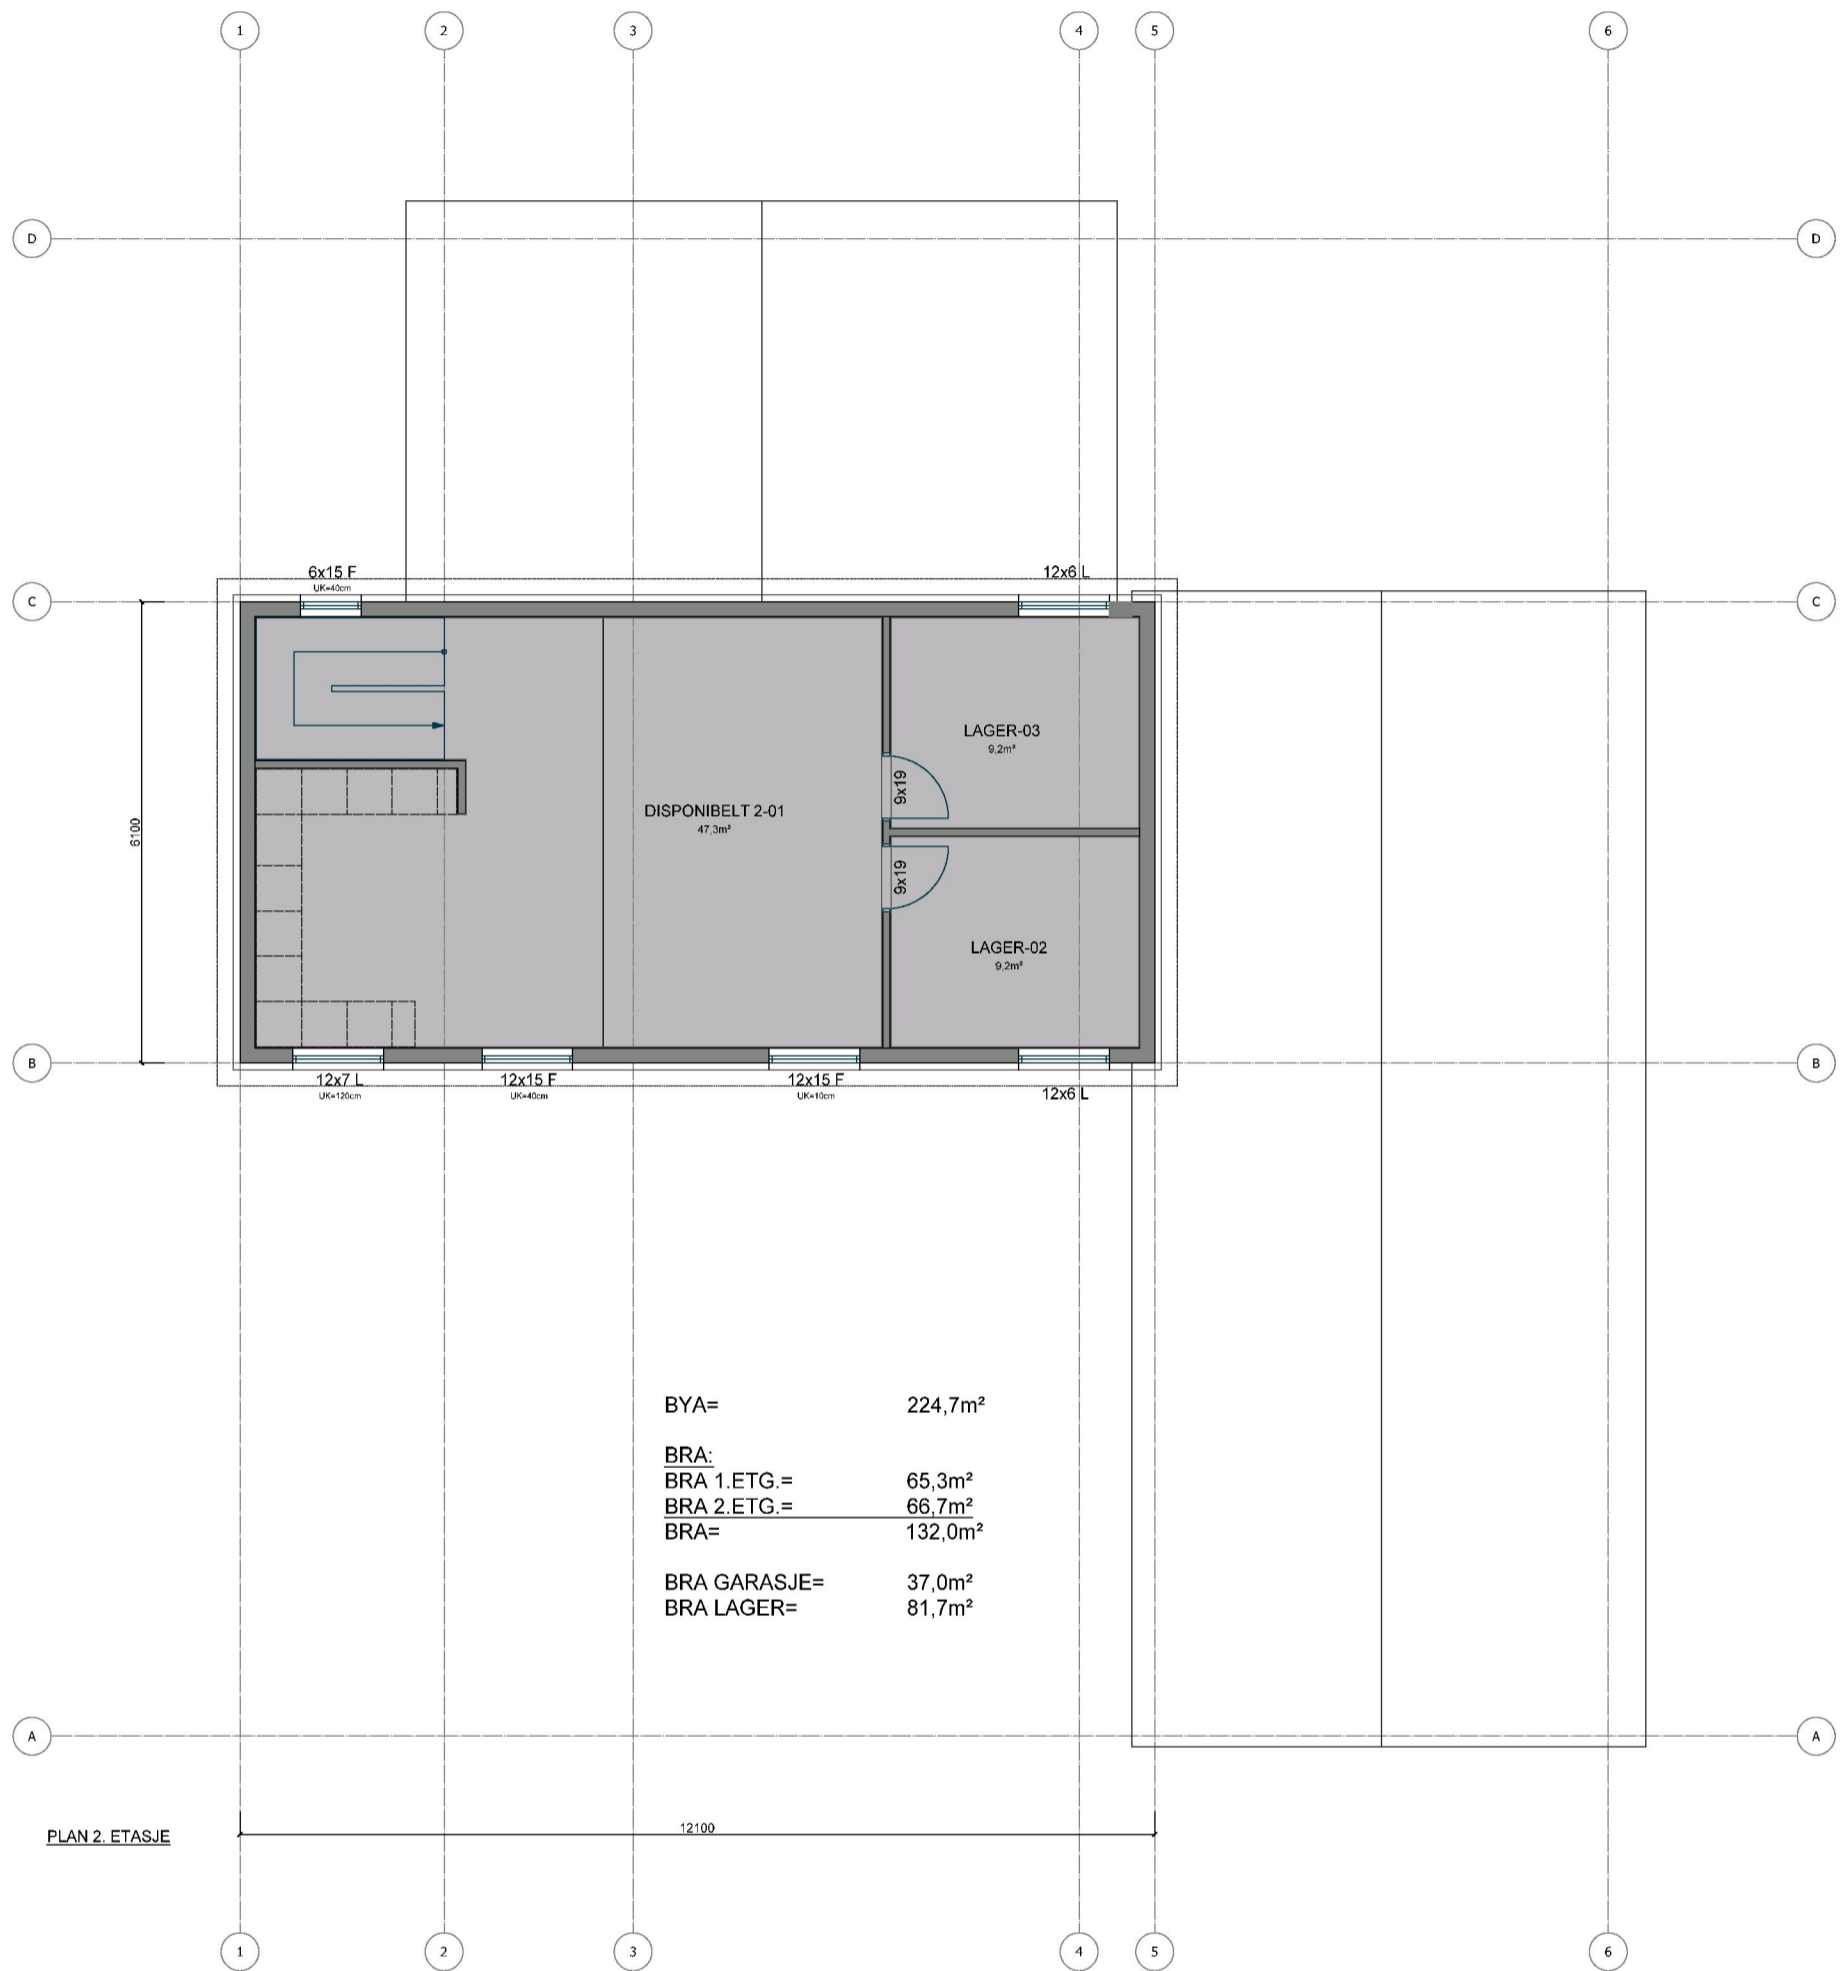 1 2 3 4 5 6
D D
6x15 F 12x6 L
UK=40cm
C C
LAGER-03
9,2m²
9x19
DISPONIBELT 2-01
47,3m²
6100
9x19
LAGER-02
9,2m²
B B
12x7 L 12x15 F 12x15 F 12x6 L
UK=120cm UK=40cm UK=10cm
BYA= 224,7m²
BRA:
BRA 1.ETG.= 65,3m²
BRA 2.ETG.= 66,7m²
BRA= 132,0m²
BRA GARASJE= 37,0m²
BRA LAGER= 81,7m²
A A
12100
PLAN 2. ETASJE
1 2 3 4 5 6